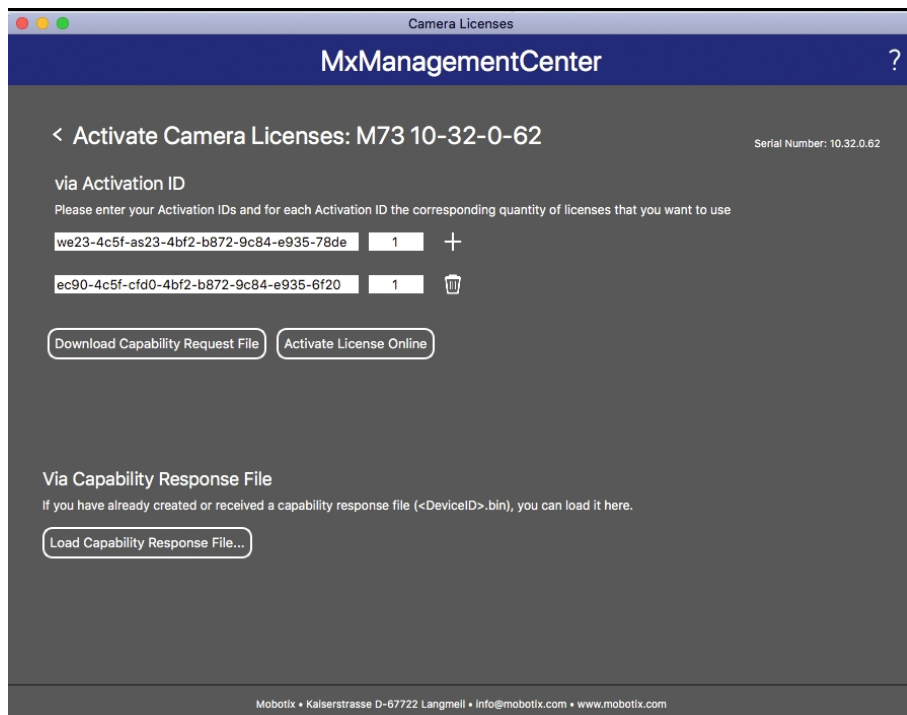 Camera Licenses
MxManagementCenter ?
< Activate Camera Licenses: M73 10-32-0-62
Serial Number: 10.32.0.62
via Activation ID
Please enter your Activation IDs and for each Activation ID the corresponding quantity of licenses that you want to use
we23-4c5f-as23-4bf2-b872-9c84-e935-78de 1 +
ec90-4c5f-cfd0-4bf2-b872-9c84-e935-6f20 1
Download Capability Request File Activate License Online
Via Capability Response File
If you have already created or received a capability response file (<DeviceID>.bin), you can load it here.
Load Capability Response File...
Mobotix • Kaiserstrasse D-67722 Langmeil • info@mobotix.com • www.mobotix.com